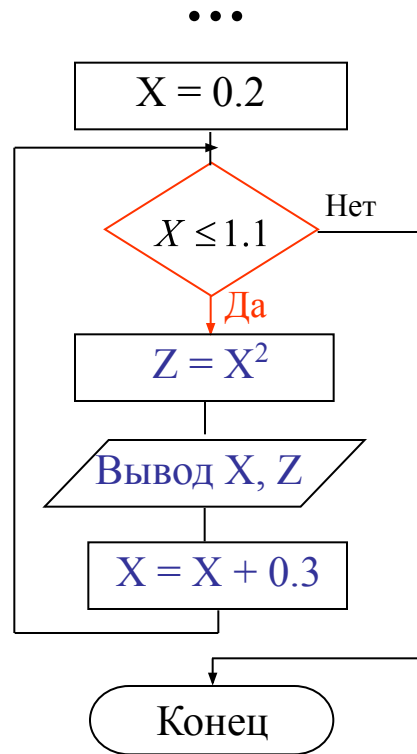 •••
X = 0.2
X ≤ 1.1
Нет
Да
Z = X²
Вывод X, Z
X = X + 0.3
Конец